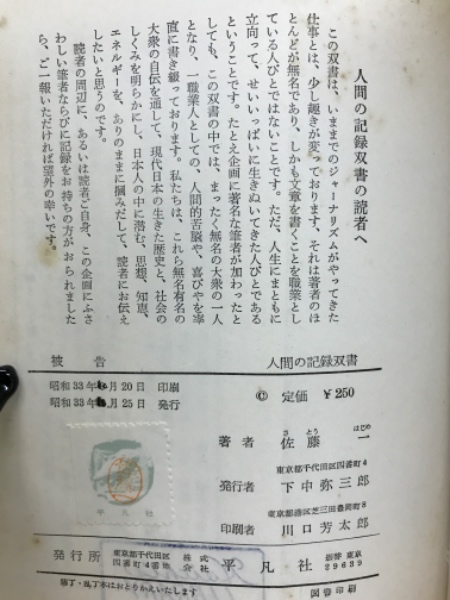 人間の記録双書の読者へ
この双書は、いままでのジャーナリズムがやってきた
仕事とは、少し趣きが変っております、それは著者のほ
とんどが無名であり、しかも文章を書くことを職業とし
ている人びとではないことです。ただ、人生にまともに
立向って、せいいっぱいに生きぬいてきた人びとである
ということです。たとえ企画に著名な筆者が加わったと
しても、この双書の中では、まったく無名の大衆の一人
となり、一職業人としての、人間的苦悩や、喜びやを率
直に書き綴っております。私たちは、これら無名有名の
大衆の自伝を通して、現代日本の生きた歴史と、社会の
しくみを明らかにし、日本人の中に潜む、思想、知恵、
エネルギーを、ありのままに掴みだして、読者にお伝え
したいと思うのです。
読者の周辺に、あるいは読者ご自身、この企画にふさ
わしい筆者ならびに記録をお持ちの方がおられました
ら、ご一報いただければ望外の幸いです。
被告
人間の記録双書
昭和33年 月20日 印刷
昭和33年 月25日 発行
© 定価 ¥250
著者 佐藤一
さとう はじめ
東京都千代田区四番町4
発行者 下中弥三郎
東京都港区芝三田豊岡町8
印刷者 川口芳太郎
平凡社
発行所 東京都千代田区四番町4番地 株式会社 平凡社 振替東京29639
落丁・乱丁本はおとりかえいたします